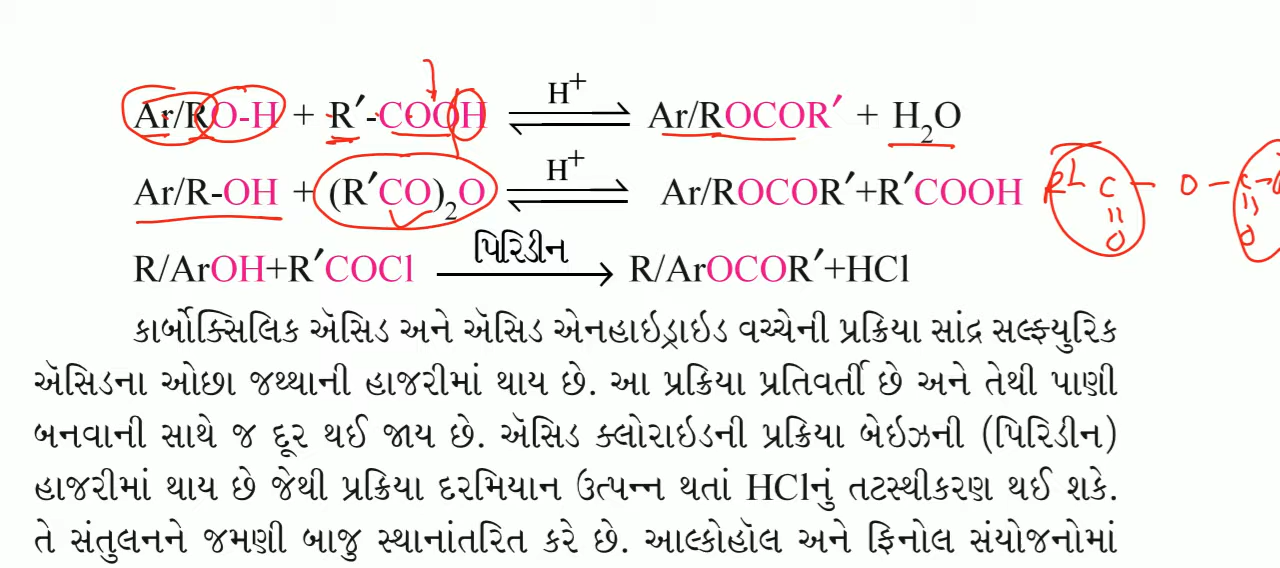 Ar/RO-H + R′-COOH ⇌ Ar/ROCOR′ + H₂O
H⁺
Ar/R-OH + (R′CO)₂O ⇌ Ar/ROCOR′+R′COOH
H⁺
C - O - C
O O
R/ArOH+R′COCl ⟶ R/ArOCOR′+HCl
પિરિડીન
કાર્બોક્સિલિક ઍસિડ અને ઍસિડ એનહાઇડ્રાઇડ વચ્ચેની પ્રક્રિયા સાંદ્ર સલ્ફ્યુરિક
ઍસિડના ઓછા જથ્થાની હાજરીમાં થાય છે. આ પ્રક્રિયા પ્રતિવર્તી છે અને તેથી પાણી
બનવાની સાથે જ દૂર થઈ જાય છે. ઍસિડ ક્લોરાઇડની પ્રક્રિયા બેઇઝની (પિરિડીન)
હાજરીમાં થાય છે જેથી પ્રક્રિયા દરમિયાન ઉત્પન્ન થતાં HClનું તટસ્થીકરણ થઈ શકે.
તે સંતુલનને જમણી બાજુ સ્થાનાંતરિત કરે છે. આલ્કોહૉલ અને ફિનોલ સંયોજનોમાં